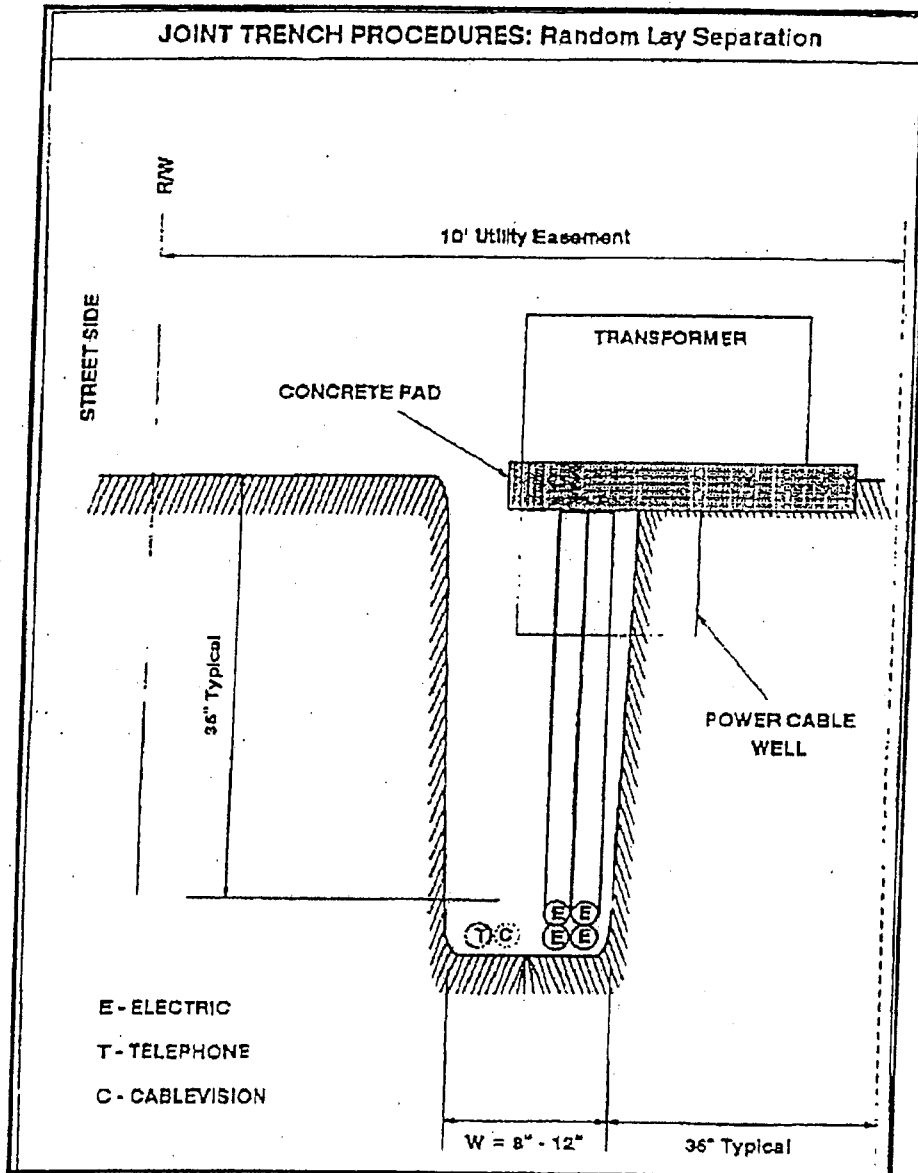 JOINT TRENCH PROCEDURES: Random Lay Separation
R/W
10' Utility Easement
STREET SIDE
TRANSFORMER
CONCRETE PAD
36" Typical
POWER CABLE
WELL
E E
T C E E
E - ELECTRIC
T - TELEPHONE
C - CABLEVISION
W = 8" - 12"
36" Typical